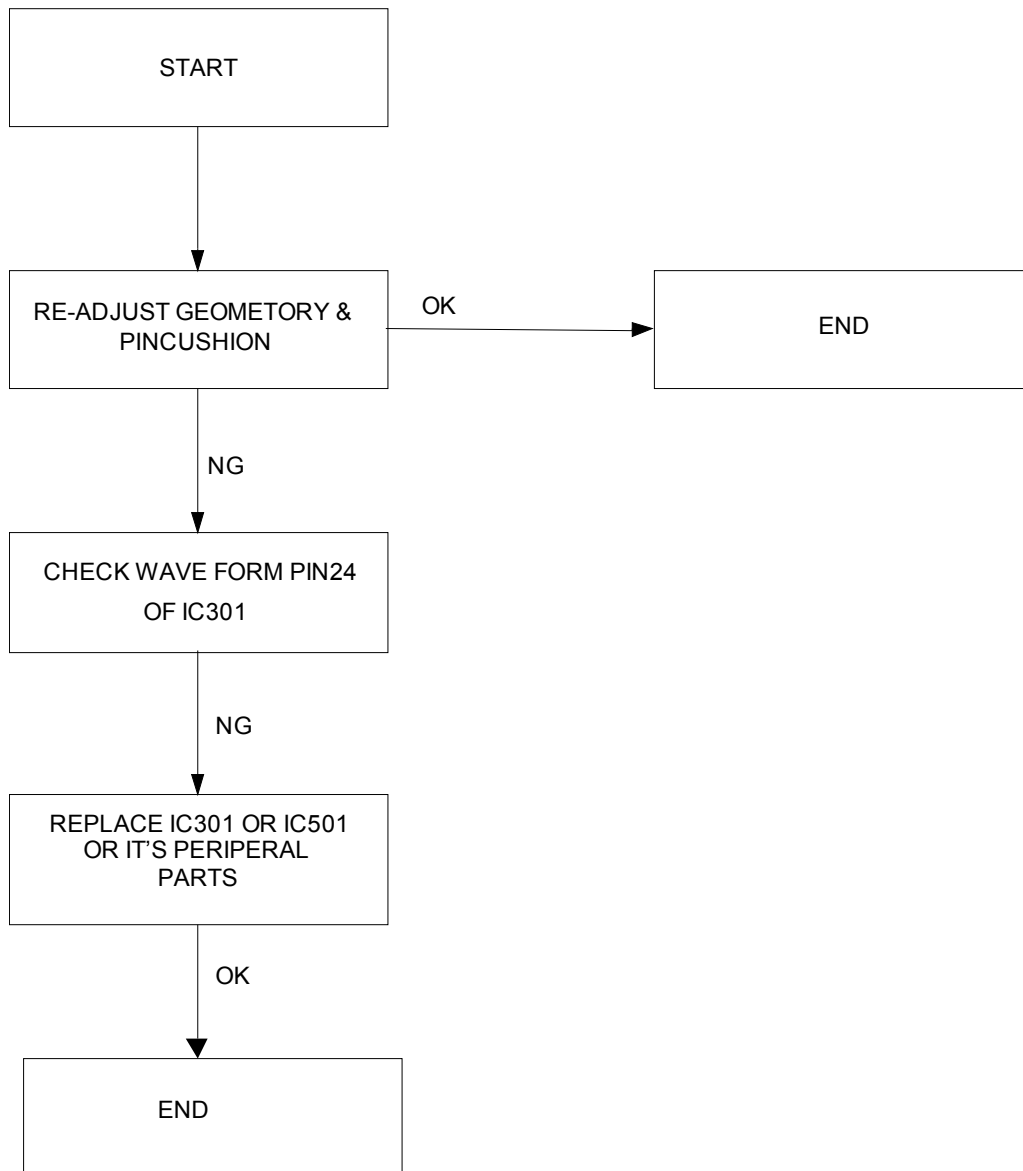 START
RE-ADJUST GEOMETORY &
PINCUSHION
OK
END
NG
CHECK WAVE FORM PIN24
OF IC301
NG
REPLACE IC301 OR IC501
OR IT’S PERIPERAL
PARTS
OK
END